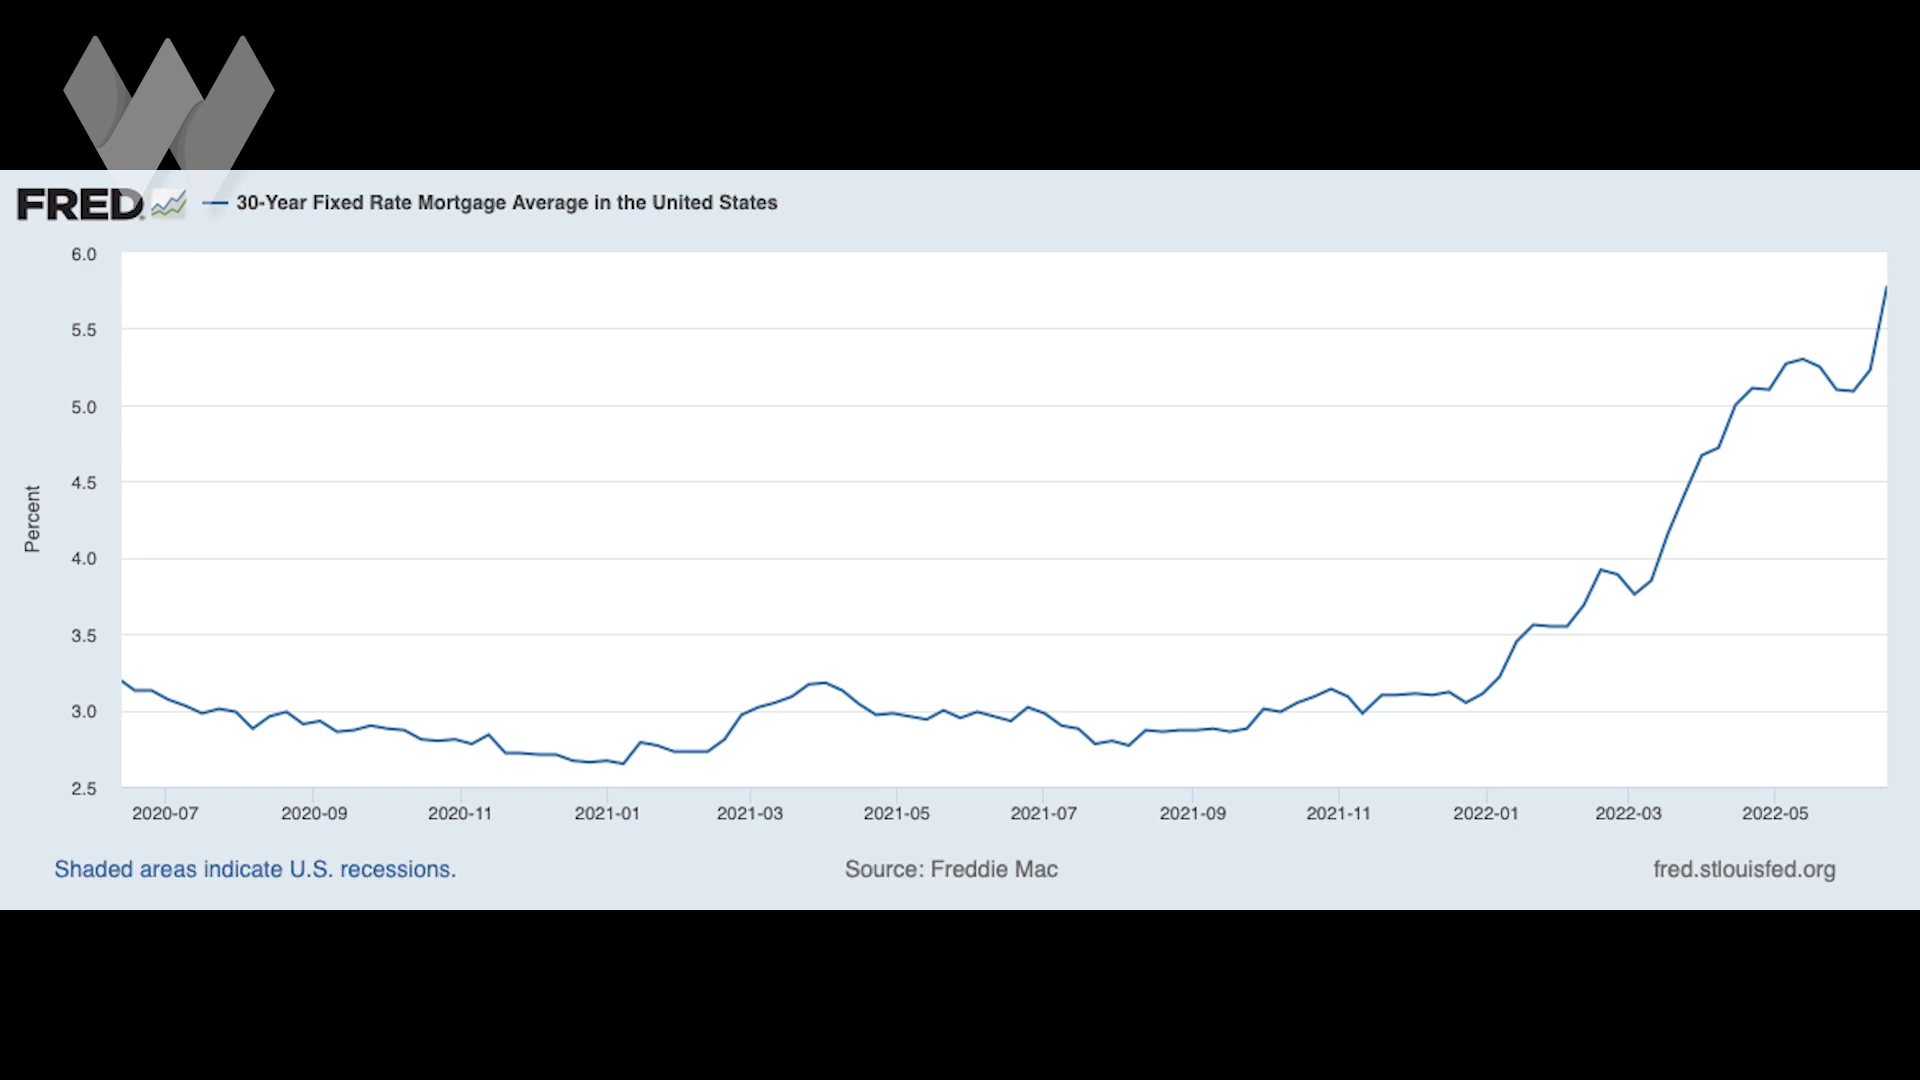 FRED 30-Year Fixed Rate Mortgage Average in the United States
6.0
5.5
5.0
4.5
4.0
3.5
3.0
2.5
Percent
2020-07 2020-09 2020-11 2021-01 2021-03 2021-05 2021-07 2021-09 2021-11 2022-01 2022-03 2022-05
Shaded areas indicate U.S. recessions. Source: Freddie Mac fred.stlouisfed.org